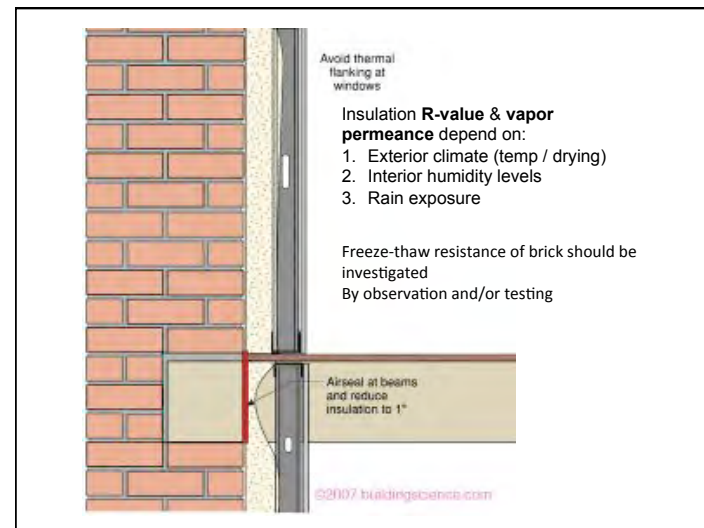 Avoid thermal
flanking at
windows
Insulation R-value & vapor
permeance depend on:
1. Exterior climate (temp / drying)
2. Interior humidity levels
3. Rain exposure
Freeze-thaw resistance of brick should be
investigated
By observation and/or testing
Airseal at beams
and reduce
insulation to 1"
©2007 buildingscience.com